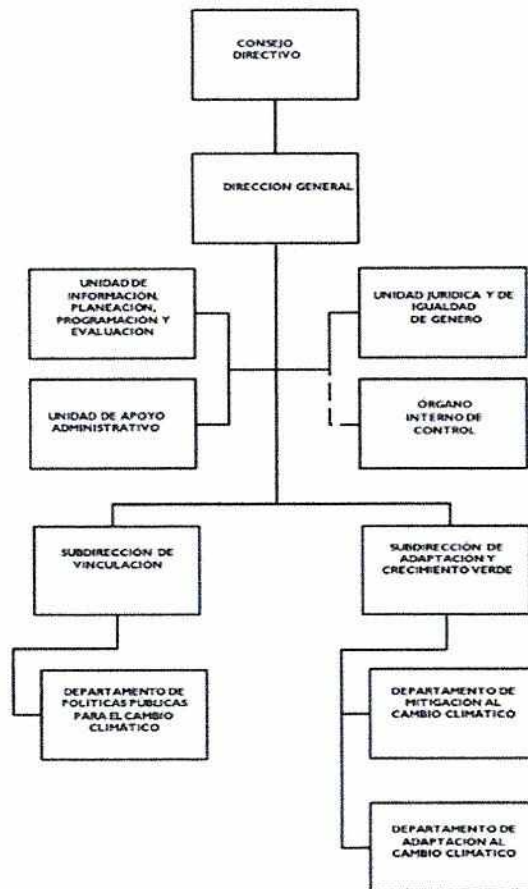 CONSEJO
DIRECTIVO
DIRECCIÓN GENERAL
UNIDAD DE
INFORMACIÓN,
PLANEACIÓN,
PROGRAMACIÓN Y
EVALUACIÓN
UNIDAD JURÍDICA Y DE
IGUALDAD
DE GÉNERO
UNIDAD DE APOYO
ADMINISTRATIVO
ÓRGANO
INTERNO DE
CONTROL
SUBDIRECCIÓN DE
VINCULACIÓN
SUBDIRECCIÓN DE
ADAPTACIÓN Y
CRECIMIENTO VERDE
DEPARTAMENTO DE
POLÍTICAS PUBLICAS
PARA EL CAMBIO
CLIMÁTICO
DEPARTAMENTO DE
MITIGACIÓN AL
CAMBIO CLIMÁTICO
DEPARTAMENTO DE
ADAPTACIÓN AL
CAMBIO CLIMÁTICO